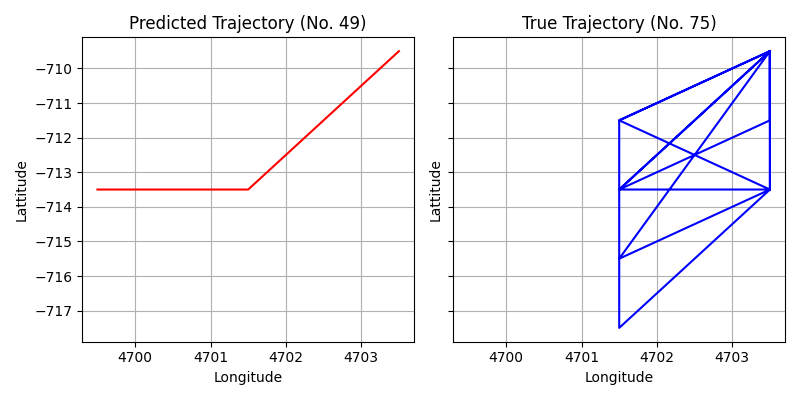 Predicted Trajectory (No. 49)
True Trajectory (No. 75)
−710
−711
−712
−713
−714
−715
−716
−717
Lattitude
Lattitude
4700
4701
4702
4703
4700
4701
4702
4703
Longitude
Longitude